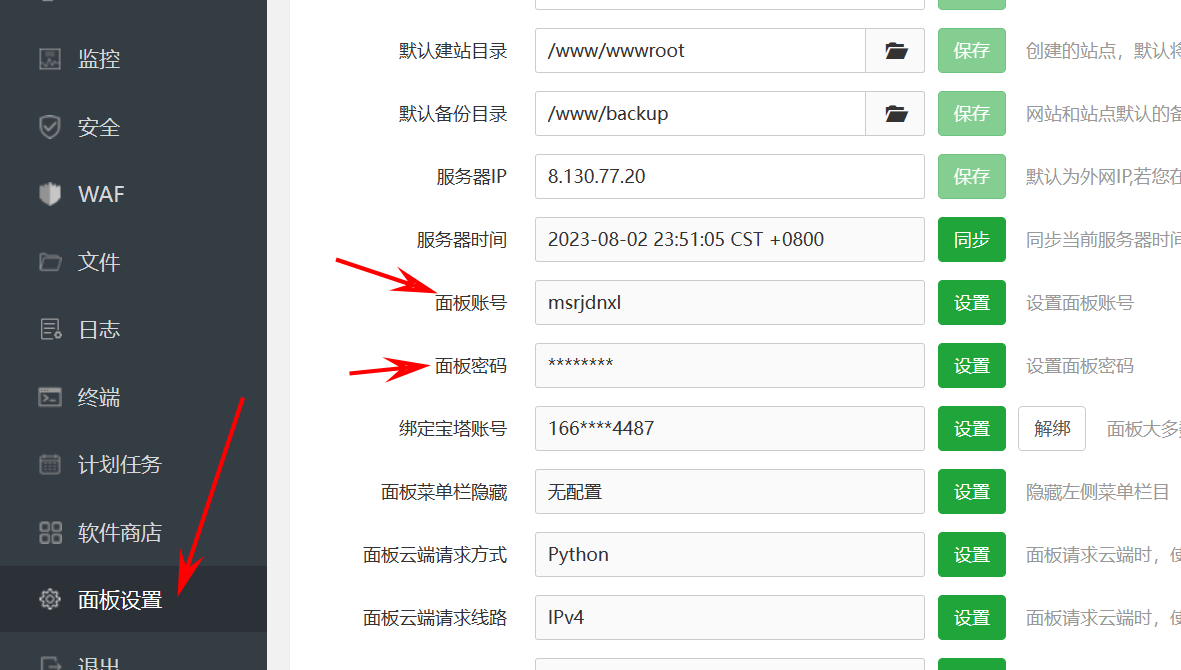 监控
安全
WAF
文件
日志
终端
计划任务
软件商店
面板设置
退出
默认建站目录 /www/wwwroot 保存 创建的站点，默认将
默认备份目录 /www/backup 保存 网站和站点默认的备
服务器IP 8.130.77.20 保存 默认为外网IP,若您在
服务器时间 2023-08-02 23:51:05 CST +0800 同步 同步当前服务器时间
面板账号 msrjdnxl 设置 设置面板账号
面板密码 ******** 设置 设置面板密码
绑定宝塔账号 166****4487 设置 解绑 面板大多
面板菜单栏隐藏 无配置 设置 隐藏左侧菜单栏目
面板云端请求方式 Python 设置 面板请求云端时，使
面板云端请求线路 IPv4 设置 面板请求云端时，使